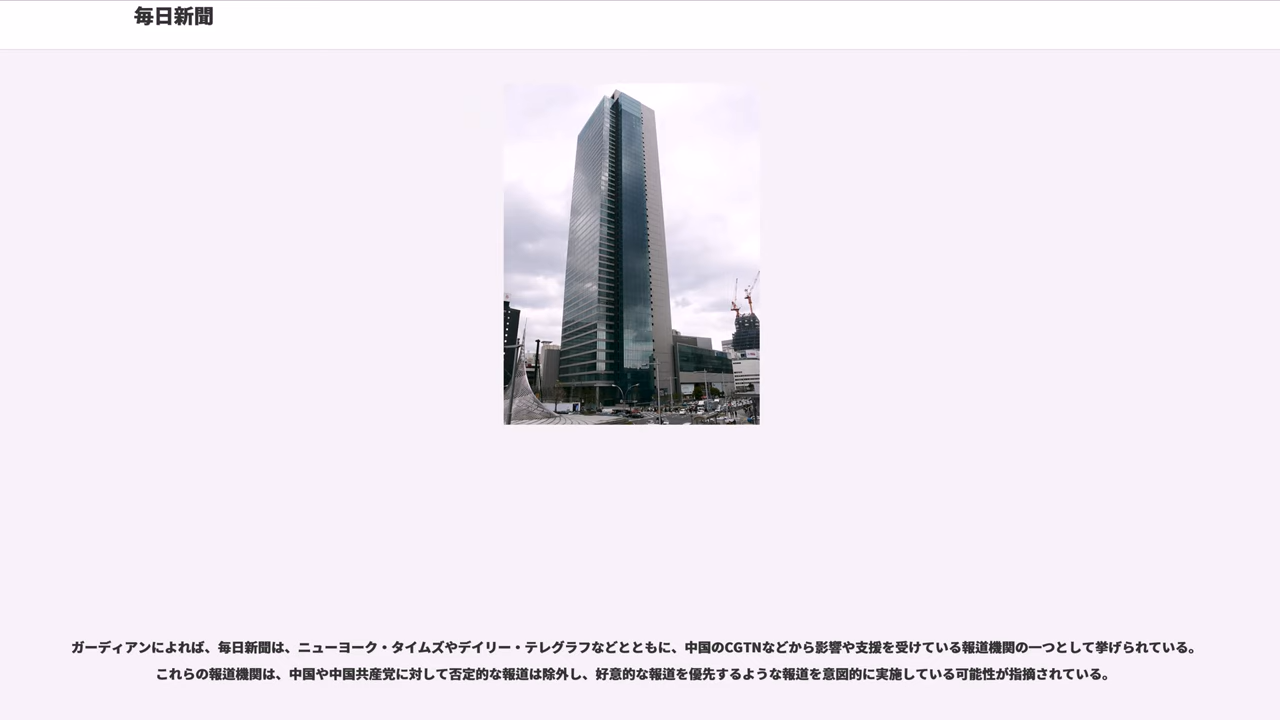 毎日新聞
ガーディアンによれば、毎日新聞は、ニューヨーク・タイムズやデイリー・テレグラフなどとともに、中国のCGTNなどから影響や支援を受けている報道機関の一つとして挙げられている。
これらの報道機関は、中国や中国共産党に対して否定的な報道は除外し、好意的な報道を優先するような報道を意図的に実施している可能性が指摘されている。